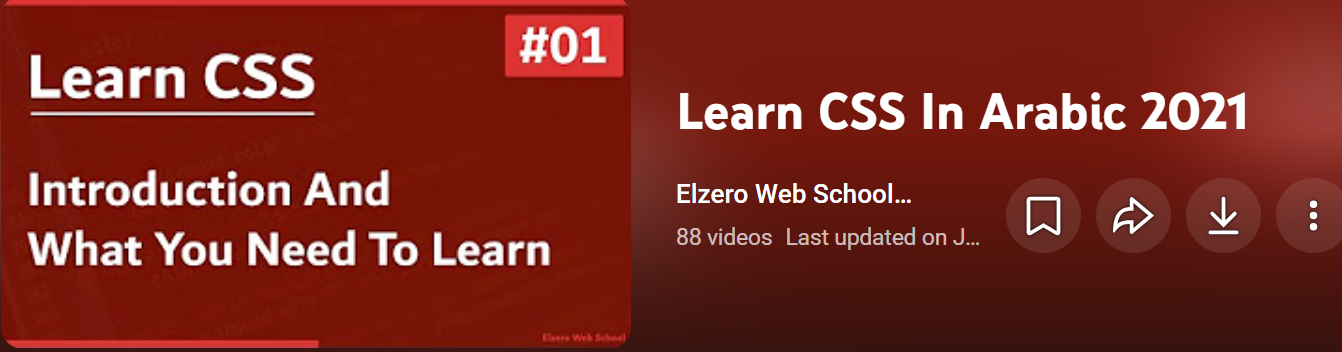 #01
Learn CSS
Introduction And
What You Need To Learn
Elzero Web School
Learn CSS In Arabic 2021
Elzero Web School...
88 videos Last updated on J...